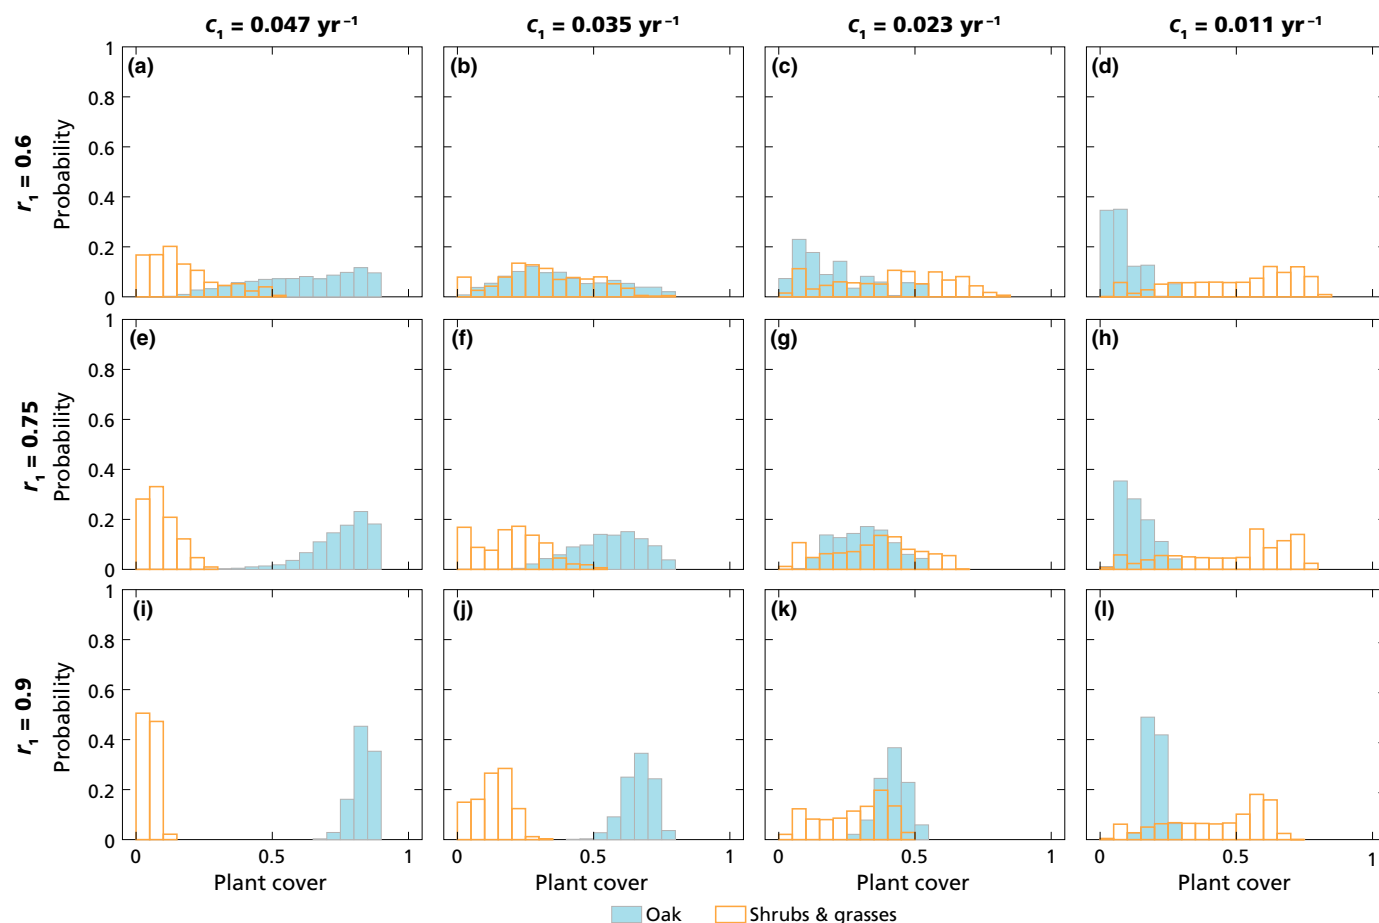 c₁ = 0.047 yr⁻¹ c₁ = 0.035 yr⁻¹ c₁ = 0.023 yr⁻¹ c₁ = 0.011 yr⁻¹
r₁ = 0.6
Probability
1
0.8
0.6
0.4
0.2
0
(a) (b) (c) (d)
r₁ = 0.75
Probability
1
0.8
0.6
0.4
0.2
0
(e) (f) (g) (h)
r₁ = 0.9
Probability
1
0.8
0.6
0.4
0.2
0
(i) (j) (k) (l)
0 0.5 1 0 0.5 1 0 0.5 1 0 0.5 1
Plant cover Plant cover Plant cover Plant cover
Oak Shrubs & grasses